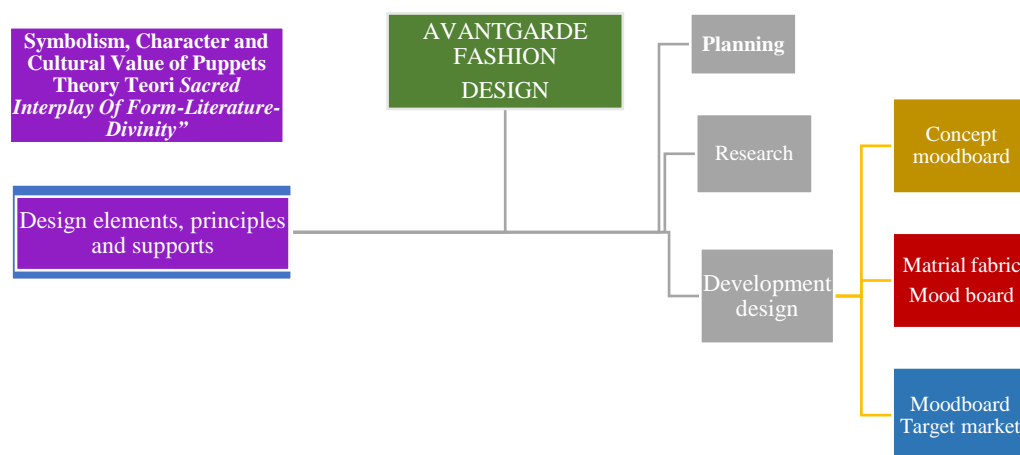 Symbolism, Character and
Cultural Value of Puppets
Theory Teori Sacred
Interplay Of Form-Literature-
Divinity”
AVANTGARDE
FASHION
DESIGN
Planning
Research
Design elements, principles
and supports
Development
design
Concept
moodboard
Matrial fabric
Mood board
Moodboard
Target market